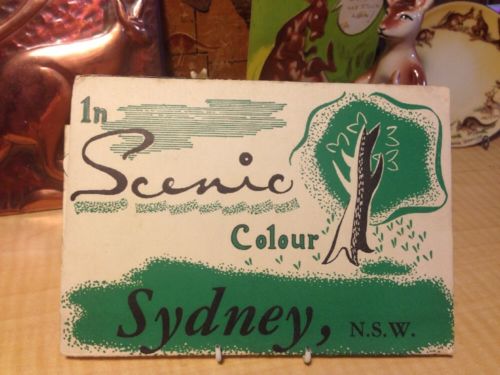 In
Scenic
Colour
Sydney, N.S.W.